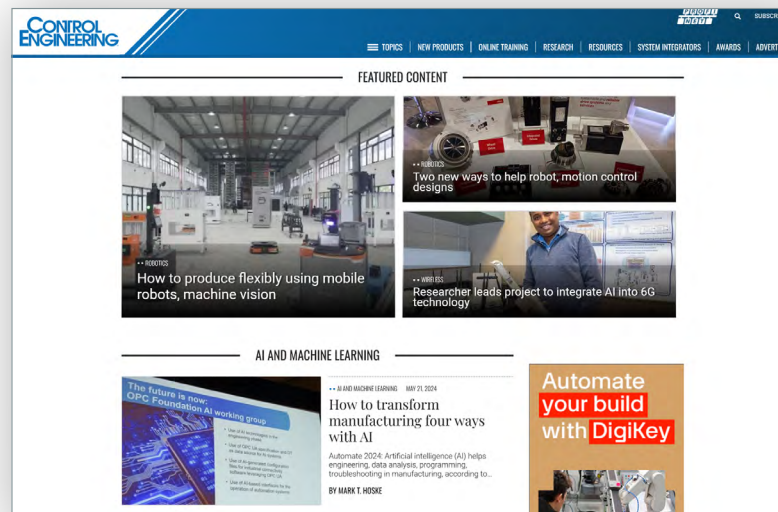 CONTROL
ENGINEERING
PROFI
NEWS
SUBSCR
TOPICS
NEW PRODUCTS
ONLINE TRAINING
RESEARCH
RESOURCES
SYSTEM INTEGRATORS
AWARDS
ADVERT
FEATURED CONTENT
•• ROBOTICS
How to produce flexibly using mobile
robots, machine vision
•• ROBOTICS
Two new ways to help robot, motion control
designs
•• WIRELESS
Researcher leads project to integrate AI into 6G
technology
AI AND MACHINE LEARNING
The future is now:
OPC Foundation AI working group
•• AI AND MACHINE LEARNING MAY 21, 2024
How to transform
manufacturing four ways
with AI
Automate 2024: Artificial intelligence (AI) helps
engineering, data analysis, programming,
troubleshooting in manufacturing, according to...
BY MARK T. HOSKE
Automate
your build
with DigiKey